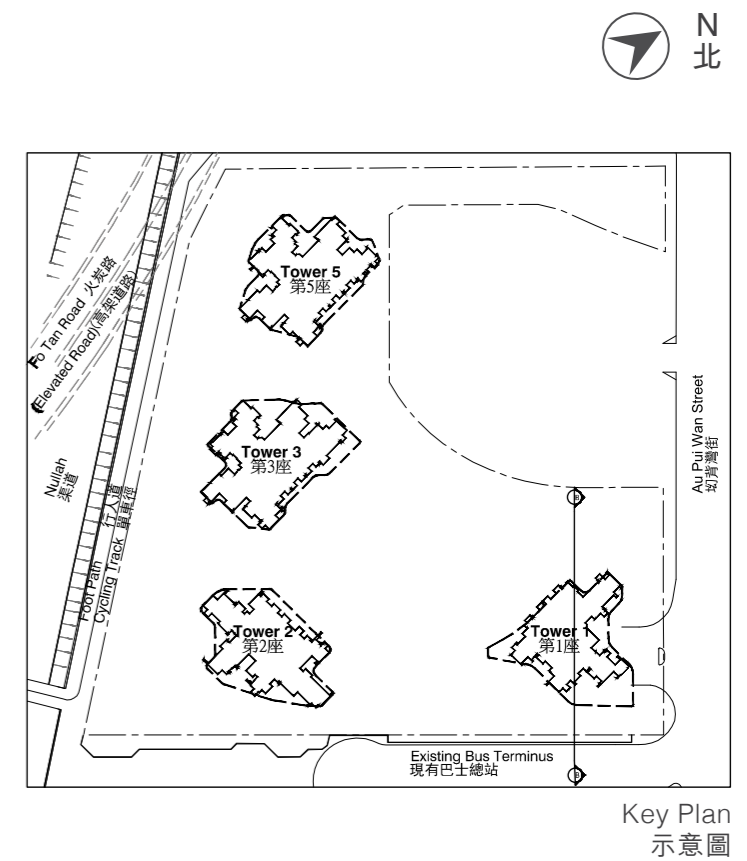 N
北
Fo Tan Road 火炭路
(Elevated Road)(高架道路)
Nullah
渠道
Foot Path 行人道
Cycling Track 單車徑
Tower 5
第5座
Tower 3
第3座
Tower 2
第2座
Tower 1
第1座
Au Pui Wan Street
坳背灣街
B
B
Existing Bus Terminus
現有巴士總站
Key Plan
示意圖